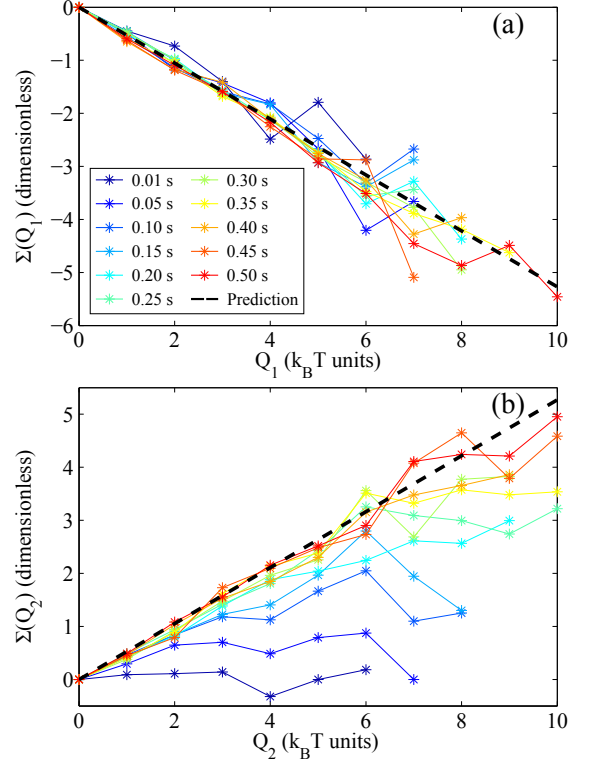 (a)
0
−1
−2
−3
−4
−5
−6
Σ(Q1) (dimensionless)
0.01 s
0.05 s
0.10 s
0.15 s
0.20 s
0.25 s
0.30 s
0.35 s
0.40 s
0.45 s
0.50 s
Prediction
0 2 4 6 8 10
Q1 (kBT units)
(b)
5
4
3
2
1
0
Σ(Q2) (dimensionless)
0 2 4 6 8 10
Q2 (kBT units)